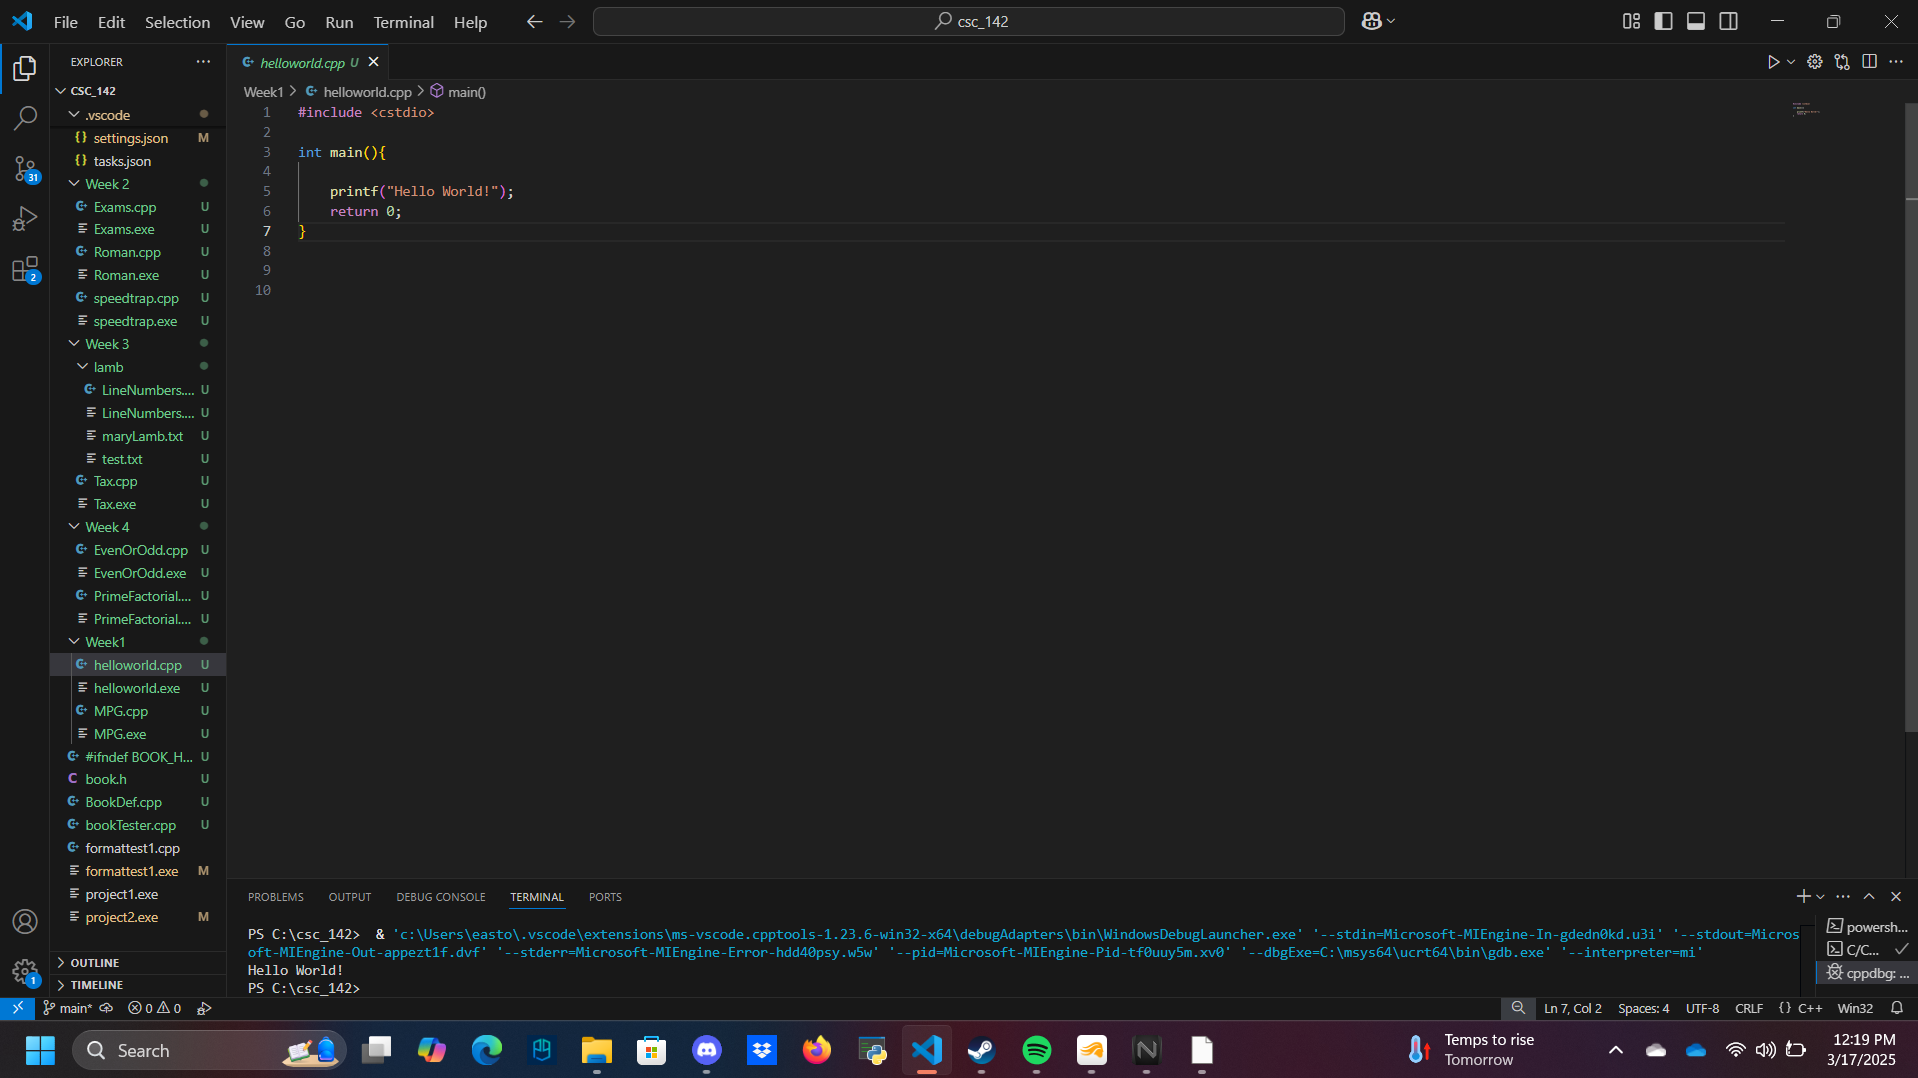 File Edit Selection View Go Run Terminal Help
csc_142
EXPLORER
CSC_142
.vscode
settings.json M
tasks.json
Week 2
Exams.cpp U
Exams.exe U
Roman.cpp U
Roman.exe U
speedtrap.cpp U
speedtrap.exe U
Week 3
lamb
LineNumbers.... U
LineNumbers.... U
maryLamb.txt U
test.txt U
Tax.cpp U
Tax.exe U
Week 4
EvenOrOdd.cpp U
EvenOrOdd.exe U
PrimeFactorial.... U
PrimeFactorial.... U
Week1
helloworld.cpp U
helloworld.exe U
MPG.cpp U
MPG.exe U
#ifndef BOOK_H... U
book.h U
BookDef.cpp U
bookTester.cpp U
formattest1.cpp
formattest1.exe M
project1.exe
project2.exe M
OUTLINE
TIMELINE
31
2
1
helloworld.cpp U
Week1 > helloworld.cpp > main()
1 #include <cstdio>
2
3 int main(){
4
5 printf("Hello World!");
6 return 0;
7 }
8
9
10
PROBLEMS OUTPUT DEBUG CONSOLE TERMINAL PORTS
PS C:\csc_142> & 'c:\Users\easto\.vscode\extensions\ms-vscode.cpptools-1.23.6-win32-x64\debugAdapters\bin\WindowsDebugLauncher.exe' '--stdin=Microsoft-MIEngine-In-gdedn0kd.u3i' '--stdout=Micros
oft-MIEngine-Out-appezt1f.dvf' '--stderr=Microsoft-MIEngine-Error-hdd40psy.w5w' '--pid=Microsoft-MIEngine-Pid-tf0uuy5m.xv0' '--dbgExe=C:\msys64\ucrt64\bin\gdb.exe' '--interpreter=mi'
Hello World!
PS C:\csc_142>
powersh...
C/C...
cppdbg: ...
main* 0 0
Ln 7, Col 2 Spaces: 4 UTF-8 CRLF {} C++ Win32
Search
Temps to rise
Tomorrow
12:19 PM
3/17/2025